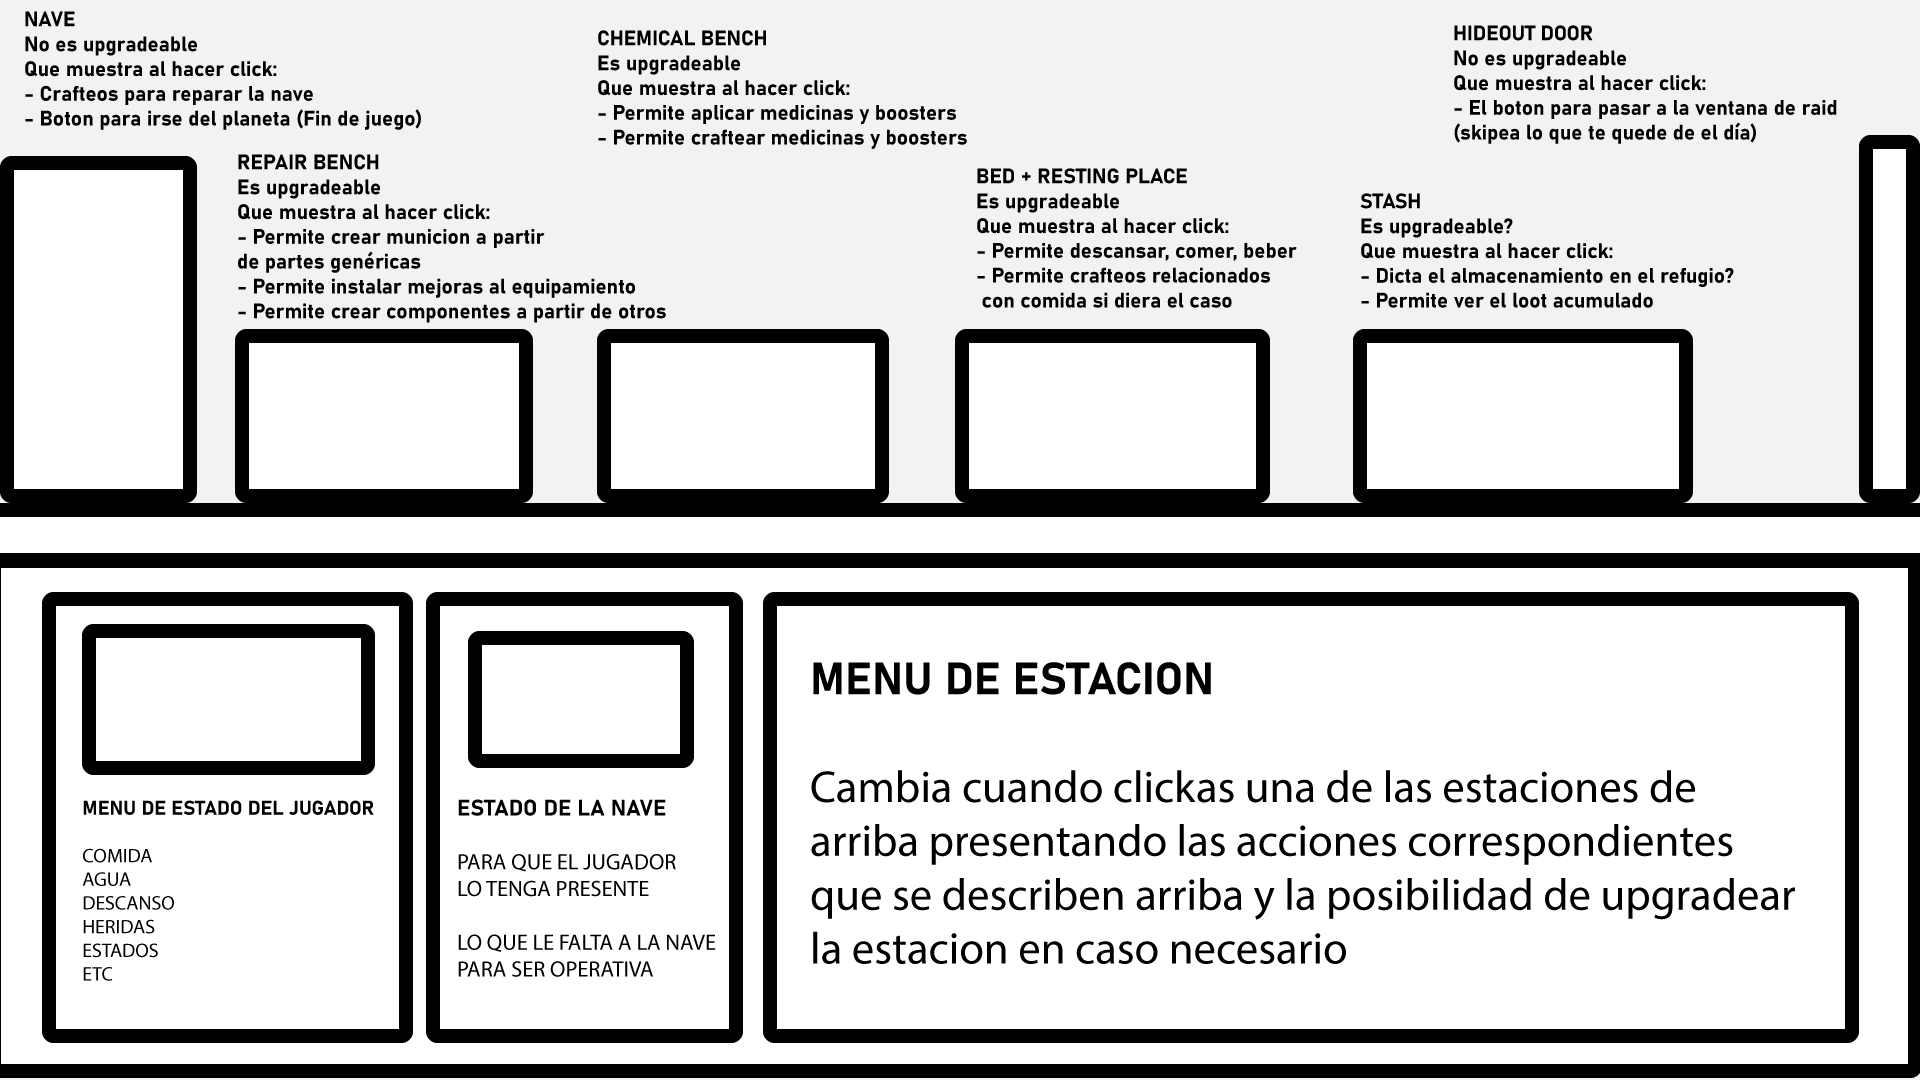 NAVE
No es upgradeable
Que muestra al hacer click:
- Crafteos para reparar la nave
- Boton para irse del planeta (Fin de juego)
REPAIR BENCH
Es upgradeable
Que muestra al hacer click:
- Permite crear municion a partir
de partes genéricas
- Permite instalar mejoras al equipamiento
- Permite crear componentes a partir de otros
CHEMICAL BENCH
Es upgradeable
Que muestra al hacer click:
- Permite aplicar medicinas y boosters
- Permite craftear medicinas y boosters
BED + RESTING PLACE
Es upgradeable
Que muestra al hacer click:
- Permite descansar, comer, beber
- Permite crafteos relacionados
con comida si diera el caso
STASH
Es upgradeable?
Que muestra al hacer click:
- Dicta el almacenamiento en el refugio?
- Permite ver el loot acumulado
HIDEOUT DOOR
No es upgradeable
Que muestra al hacer click:
- El boton para pasar a la ventana de raid
(skipea lo que te quede de el día)
MENU DE ESTADO DEL JUGADOR
COMIDA
AGUA
DESCANSO
HERIDAS
ESTADOS
ETC
ESTADO DE LA NAVE
PARA QUE EL JUGADOR
LO TENGA PRESENTE
LO QUE LE FALTA A LA NAVE
PARA SER OPERATIVA
MENU DE ESTACION
Cambia cuando clickas una de las estaciones de
arriba presentando las acciones correspondientes
que se describen arriba y la posibilidad de upgradear
la estacion en caso necesario